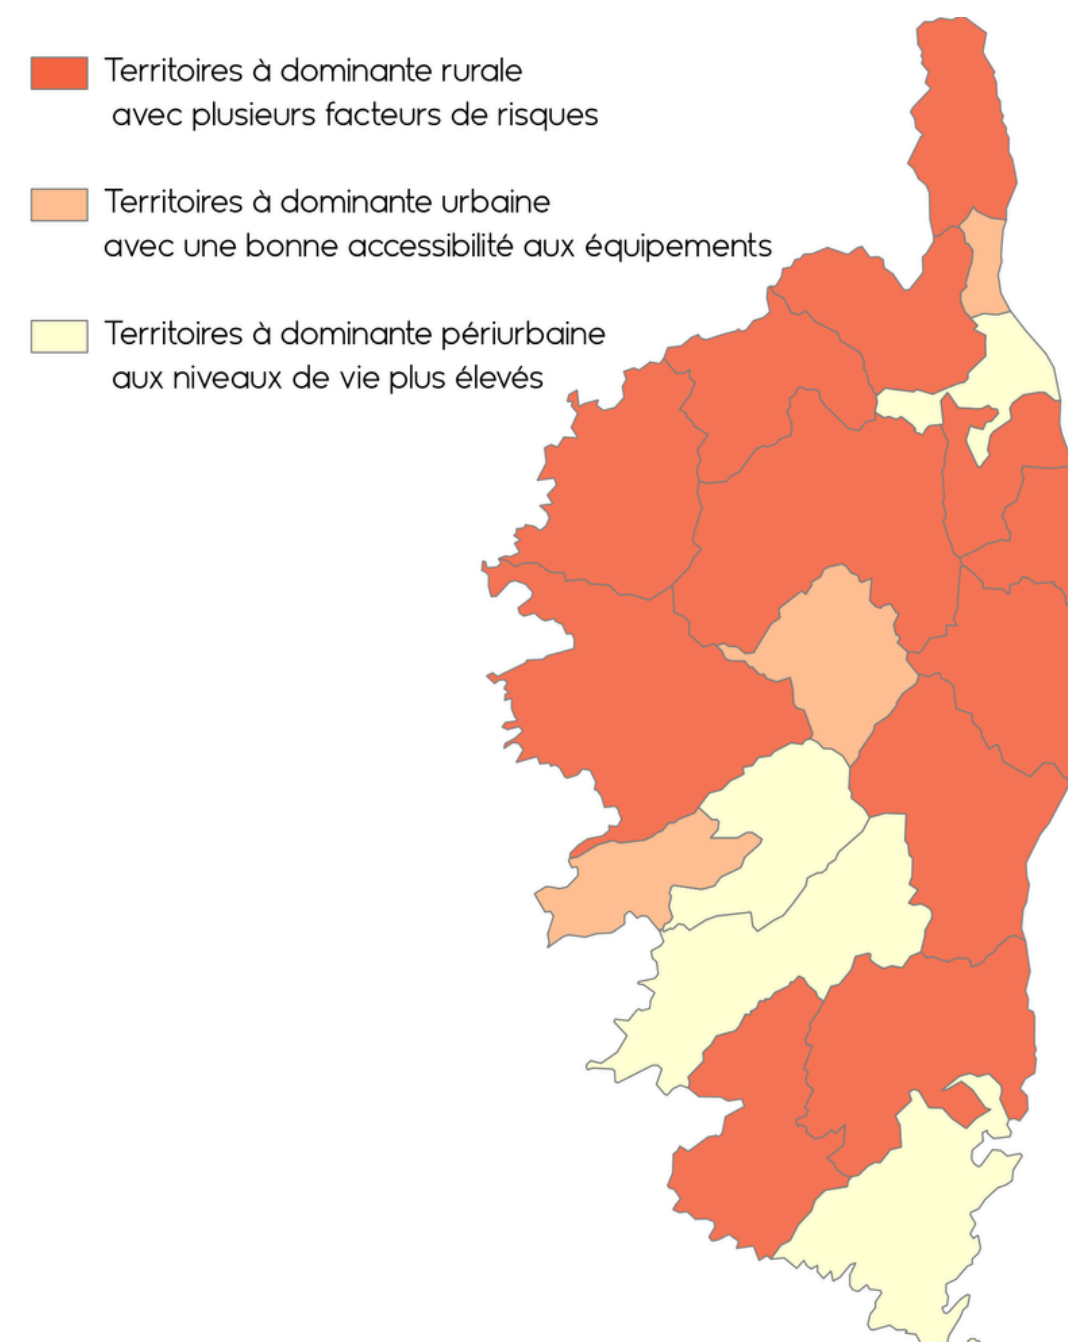 Territoires à dominante rurale
avec plusieurs facteurs de risques
Territoires à dominante urbaine
avec une bonne accessibilité aux équipements
Territoires à dominante périurbaine
aux niveaux de vie plus élevés